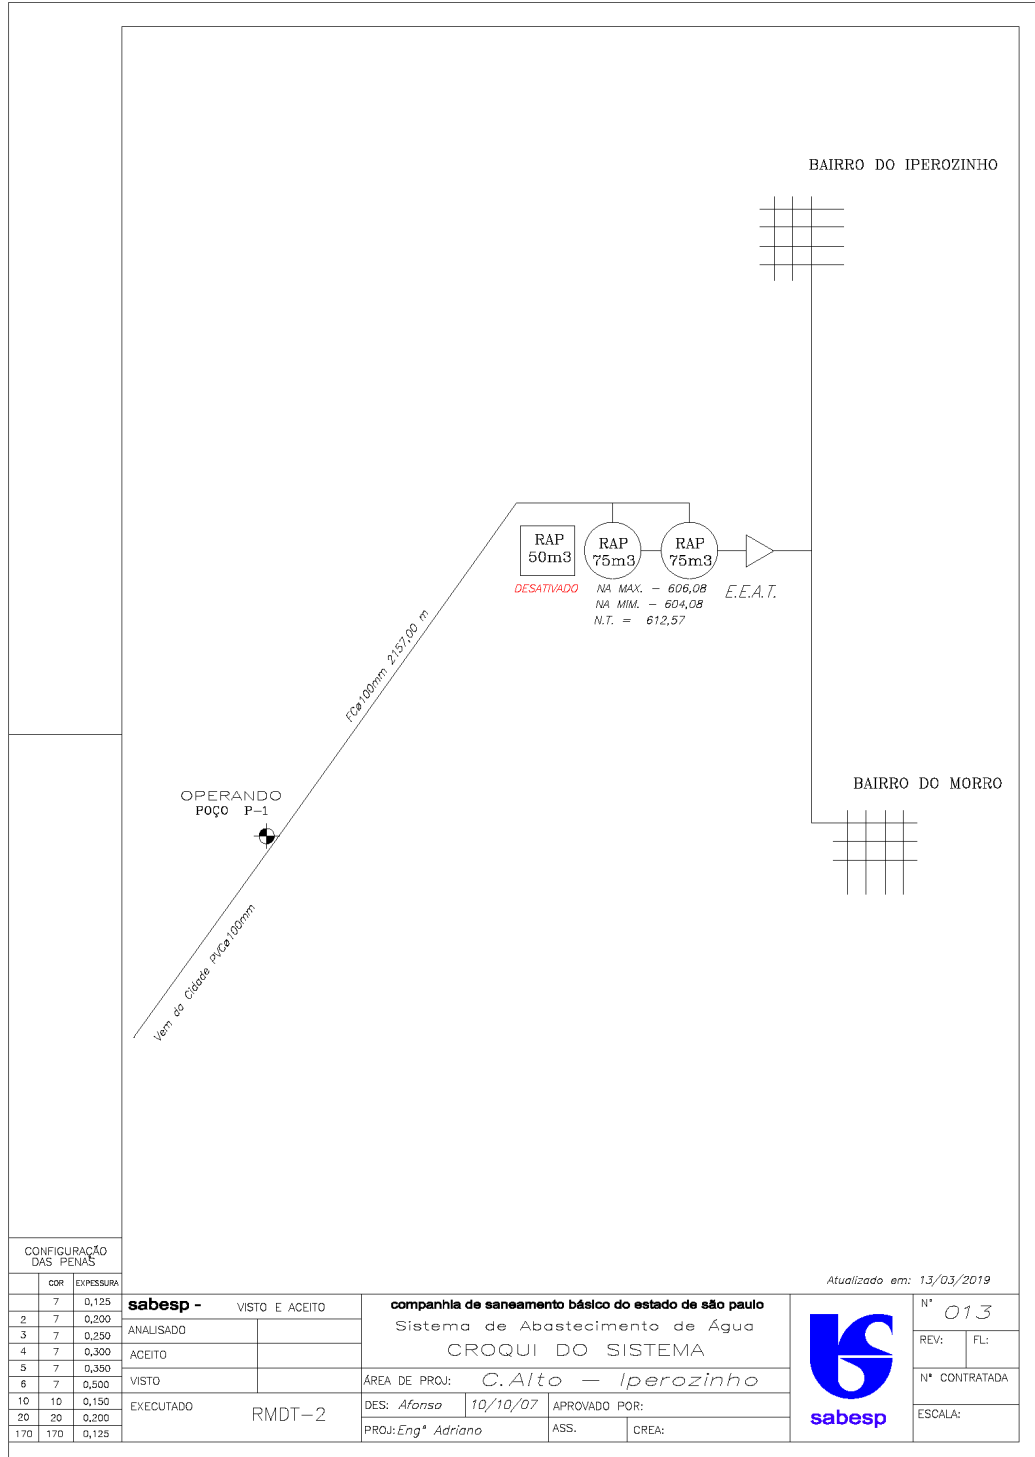 BAIRRO DO IPEROZINHO
RAP
50m3
RAP
75m3
RAP
75m3
DESATIVADO
NA MAX. - 606,08
NA MIM. - 604,08
N.T. = 612,57
E.E.A.T.
FCø100mm 2157,00 m
OPERANDO
POÇO P-1
BAIRRO DO MORRO
Vem da Cidade PVCø100mm
CONFIGURAÇÃO
DAS PENAS
COR EXPESSURA
7 0,125
2 7 0,200
3 7 0,250
4 7 0,300
5 7 0,350
6 7 0,500
10 10 0,150
20 20 0,200
170 170 0,125
Atualizado em: 13/03/2019
sabesp - VISTO E ACEITO
ANALISADO
ACEITO
VISTO
EXECUTADO RMDT-2
companhia de saneamento básico do estado de são paulo
Sistema de Abastecimento de Água
CROQUI DO SISTEMA
ÁREA DE PROJ: C.Alto - Iperozinho
DES: Afonso 10/10/07 APROVADO POR:
PROJ: Engº Adriano ASS. CREA:
sabesp
N° 013
REV: FL:
N° CONTRATADA
ESCALA: